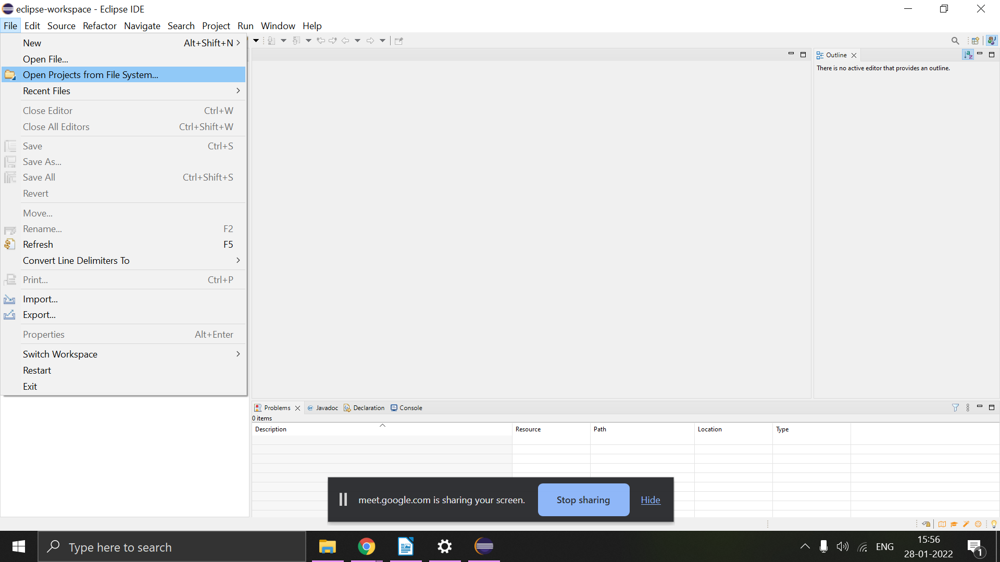 eclipse-workspace - Eclipse IDE
File Edit Source Refactor Navigate Search Project Run Window Help
New Alt+Shift+N
Open File...
Open Projects from File System...
Recent Files
Close Editor Ctrl+W
Close All Editors Ctrl+Shift+W
Save Ctrl+S
Save As...
Save All Ctrl+Shift+S
Revert
Move...
Rename... F2
Refresh F5
Convert Line Delimiters To
Print... Ctrl+P
Import...
Export...
Properties Alt+Enter
Switch Workspace
Restart
Exit
Outline
There is no active editor that provides an outline.
Problems Javadoc Declaration Console
0 items
Description Resource Path Location Type
meet.google.com is sharing your screen. Stop sharing Hide
Type here to search
ENG
15:56
28-01-2022
1